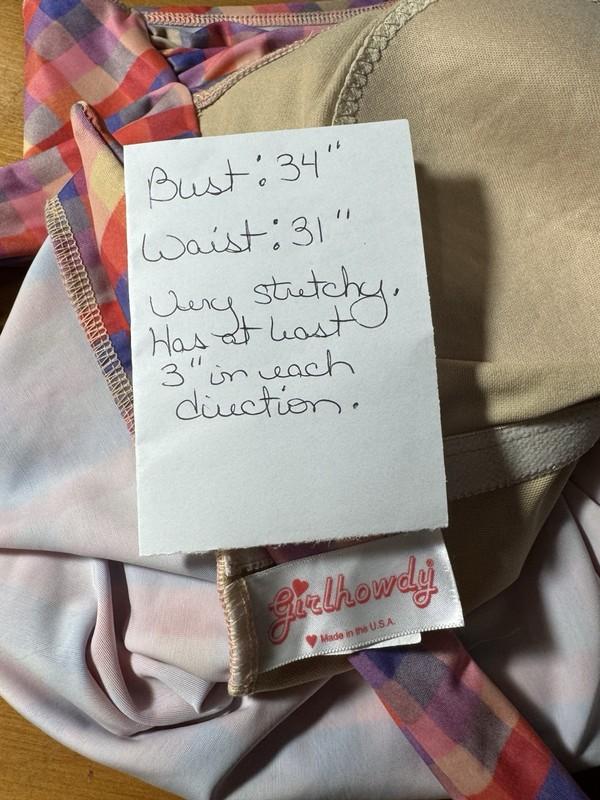 Bust: 34"
Waist: 31"
Very stretchy.
Has at least
3" in each
direction.
Girlhowdy
Made in the U.S.A.